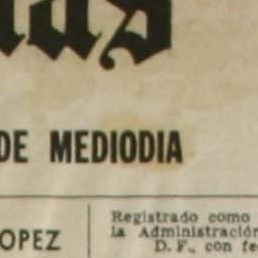 DE MEDIODIA
OPEZ
Registrado como
la Administración
D. F., con fe